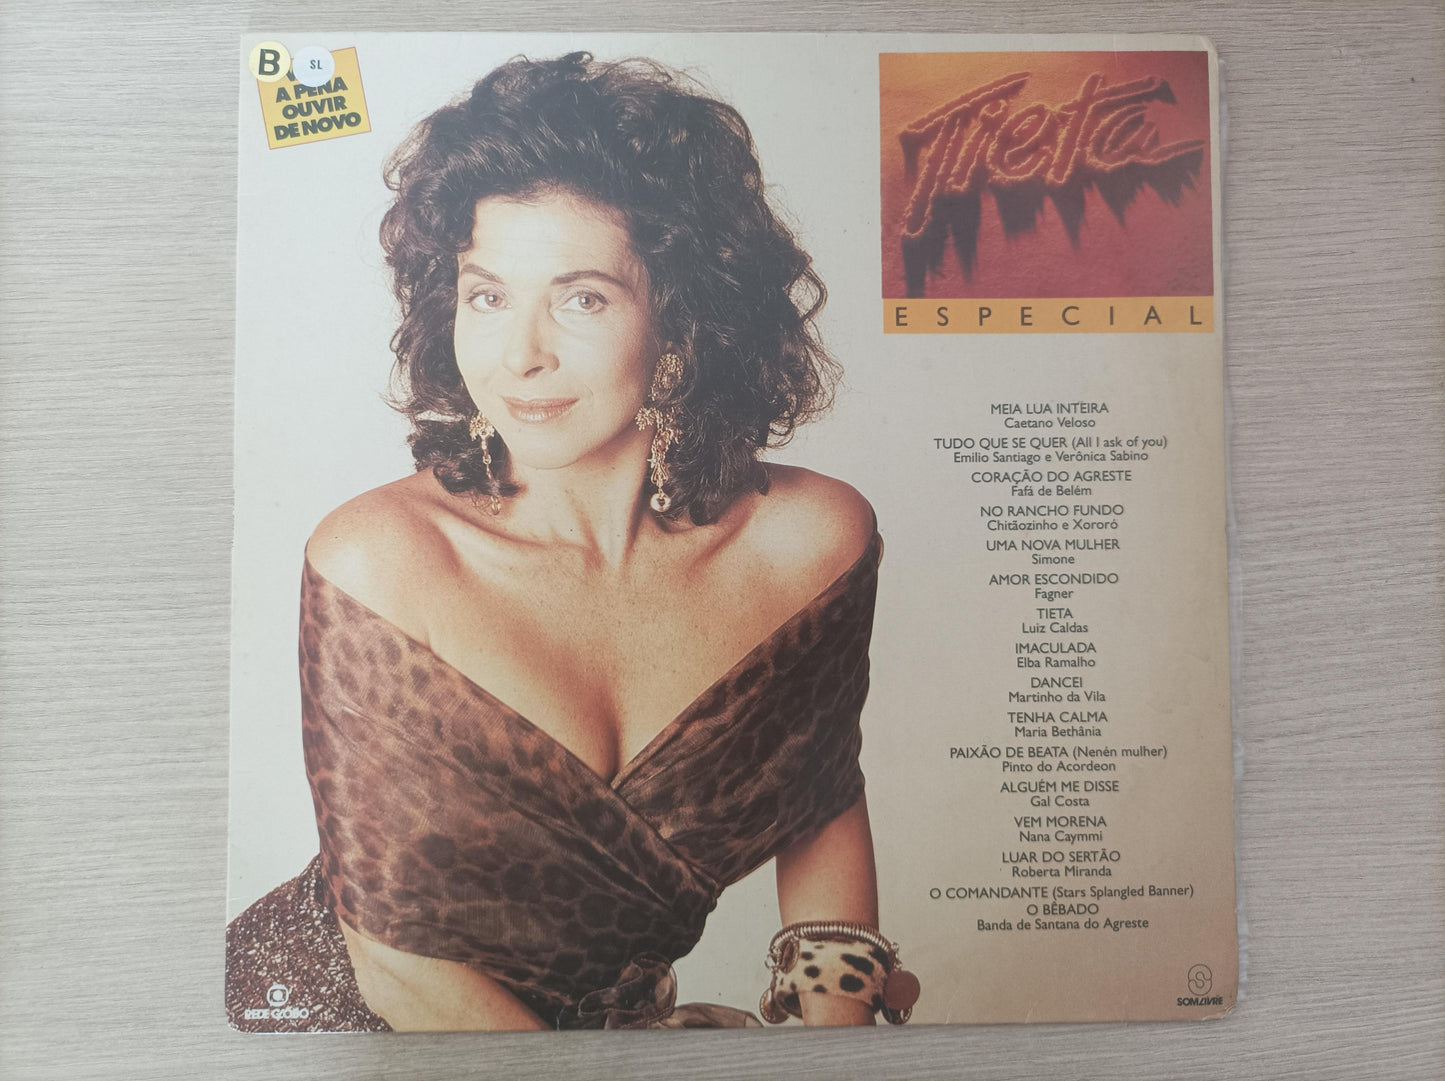 B
SL
A PENA
OUVIR
DE NOVO
Tieta
ESPECIAL
MEIA LUA INTEIRA
Caetano Veloso
TUDO QUE SE QUER (All I ask of you)
Emilio Santiago e Verônica Sabino
CORAÇÃO DO AGRESTE
Fafá de Belém
NO RANCHO FUNDO
Chitãozinho e Xororó
UMA NOVA MULHER
Simone
AMOR ESCONDIDO
Fagner
TIETA
Luiz Caldas
IMACULADA
Elba Ramalho
DANCEI
Martinho da Vila
TENHA CALMA
Maria Bethânia
PAIXÃO DE BEATA (Nenén mulher)
Pinto do Acordeon
ALGUÉM ME DISSE
Gal Costa
VEM MORENA
Nana Caymmi
LUAR DO SERTÃO
Roberta Miranda
O COMANDANTE (Stars Splangled Banner)
O BÊBADO
Banda de Santana do Agreste
REDE GLOBO
SOM LIVRE